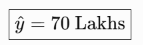 ŷ = 70 Lakhs